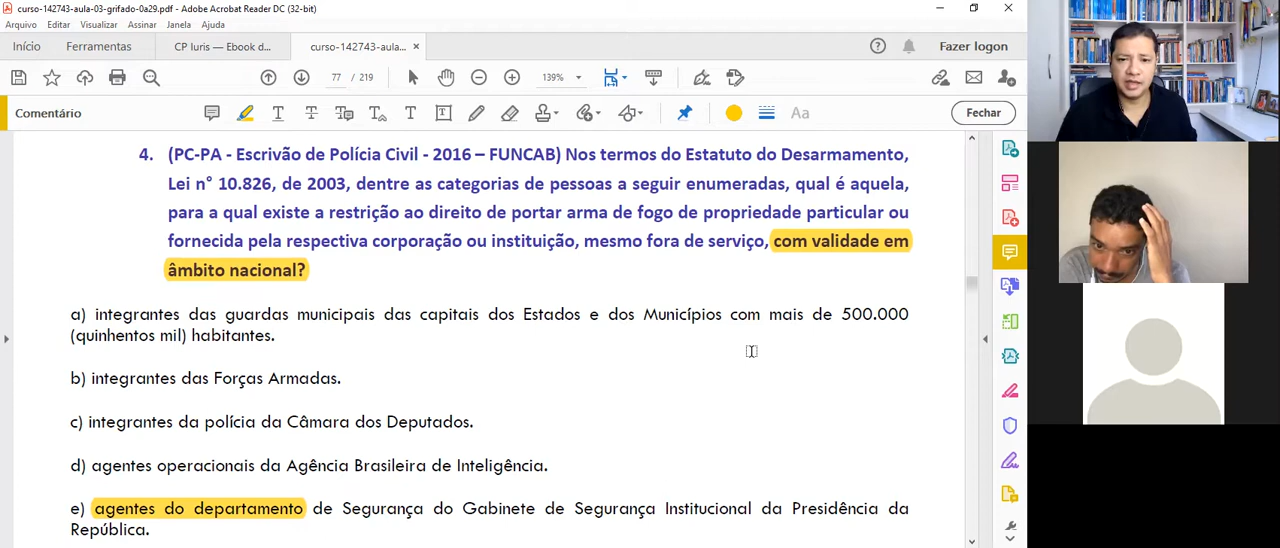 curso-142743-aula-03-grifado-0a29.pdf - Adobe Acrobat Reader DC (32-bit)
Arquivo Editar Visualizar Assinar Janela Ajuda
Início Ferramentas CP Iuris – Ebook d... curso-142743-aula... × Fazer logon
77 / 219 139%
Comentário Aa Fechar
4. (PC-PA - Escrivão de Polícia Civil - 2016 – FUNCAB) Nos termos do Estatuto do Desarmamento,
Lei n° 10.826, de 2003, dentre as categorias de pessoas a seguir enumeradas, qual é aquela,
para a qual existe a restrição ao direito de portar arma de fogo de propriedade particular ou
fornecida pela respectiva corporação ou instituição, mesmo fora de serviço, com validade em
âmbito nacional?
a) integrantes das guardas municipais das capitais dos Estados e dos Municípios com mais de 500.000
(quinhentos mil) habitantes.
b) integrantes das Forças Armadas.
c) integrantes da polícia da Câmara dos Deputados.
d) agentes operacionais da Agência Brasileira de Inteligência.
e) agentes do departamento de Segurança do Gabinete de Segurança Institucional da Presidência da
República.